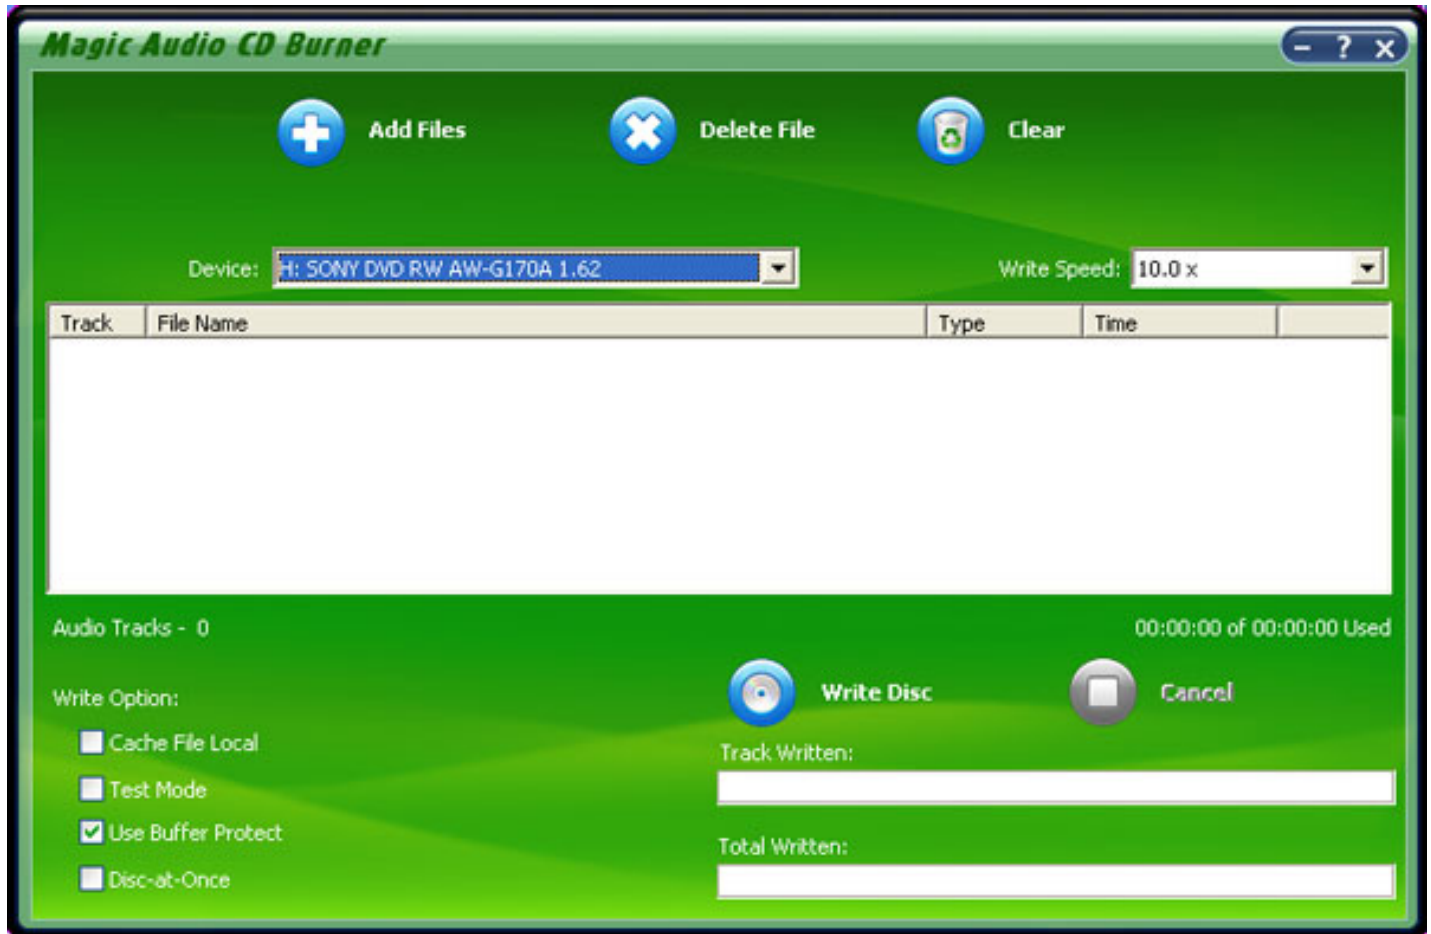 Magic Audio CD Burner
Add Files Delete File Clear
Device: H: SONY DVD RW AW-G170A 1.62 Write Speed: 10.0 x
Track File Name Type Time
Audio Tracks - 0 00:00:00 of 00:00:00 Used
Write Disc Cancel
Write Option:
Cache File Local
Track Written:
Test Mode
Use Buffer Protect
Total Written:
Disc-at-Once